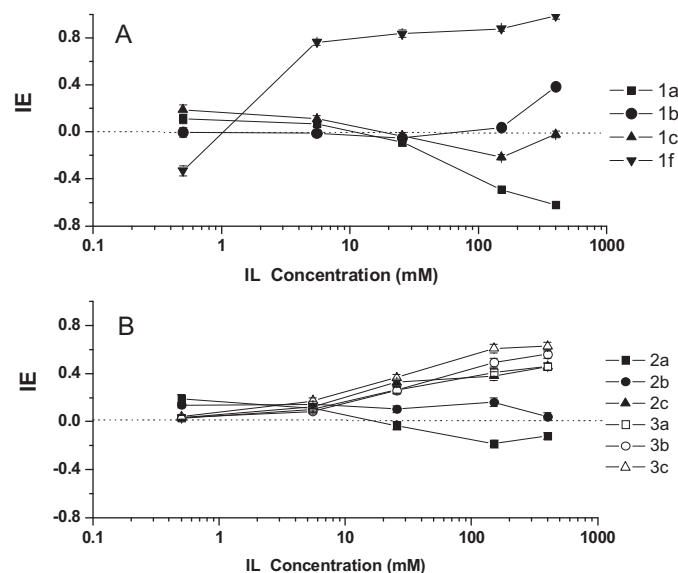 A
0.8
0.4
0.0
-0.4
-0.8
IE
0.1 1 10 100 1000
IL Concentration (mM)
1a
1b
1c
1f
B
0.8
0.4
0.0
-0.4
-0.8
IE
0.1 1 10 100 1000
IL Concentration (mM)
2a
2b
2c
3a
3b
3c